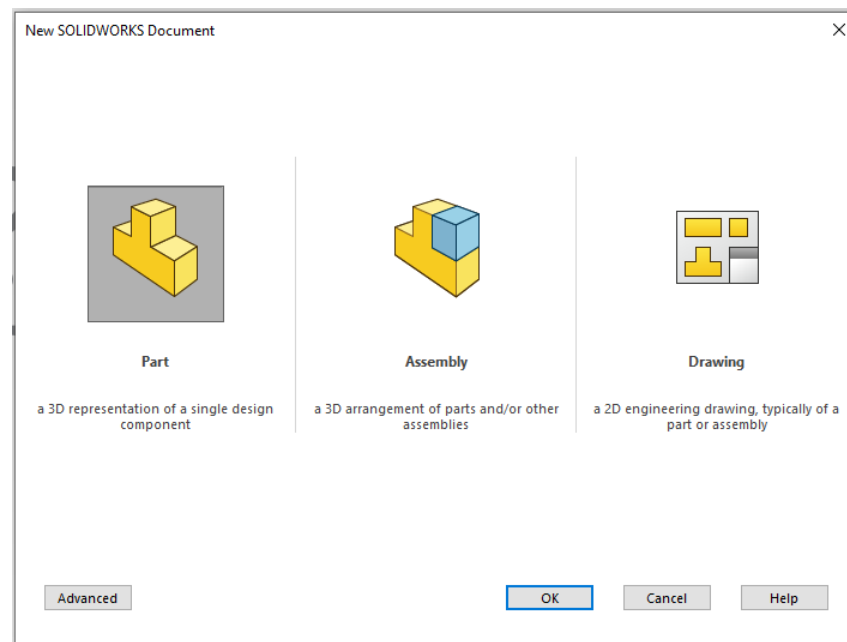 New SOLIDWORKS Document
Part
a 3D representation of a single design
component
Assembly
a 3D arrangement of parts and/or other
assemblies
Drawing
a 2D engineering drawing, typically of a
part or assembly
Advanced
OK
Cancel
Help